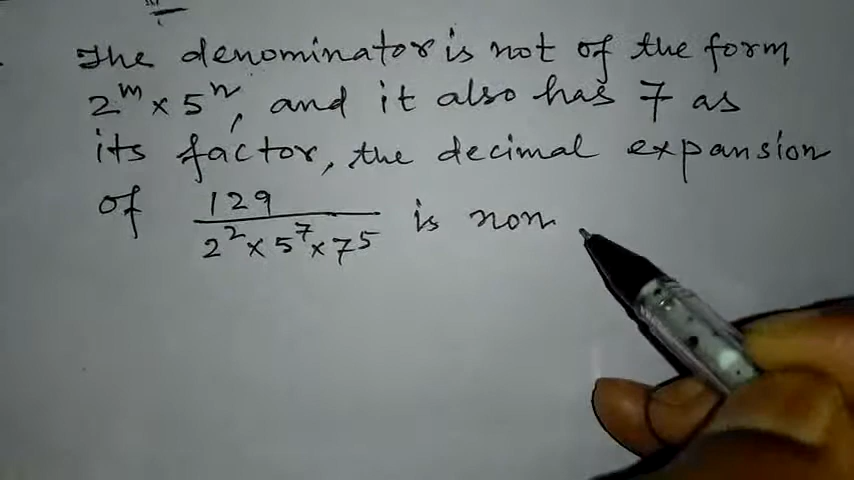 The denominator is not of the form
2^m × 5^n, and it also has 7 as
its factor, the decimal expansion
of 129/(2^2 × 5^7 × 7^5) is non